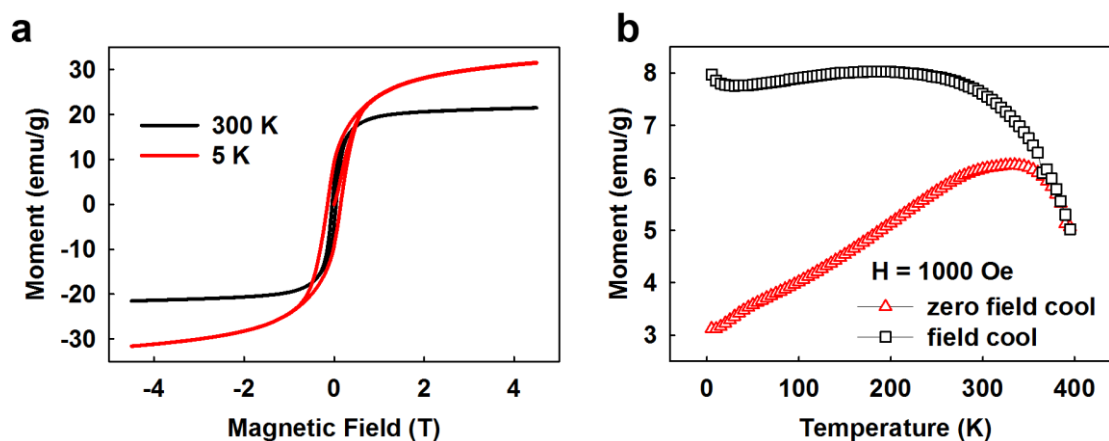 a
Moment (emu/g)
30
20
10
0
-10
-20
-30
300 K
5 K
-4
-2
0
2
4
Magnetic Field (T)
b
Moment (emu/g)
8
7
6
5
4
3
H = 1000 Oe
zero field cool
field cool
0
100
200
300
400
Temperature (K)